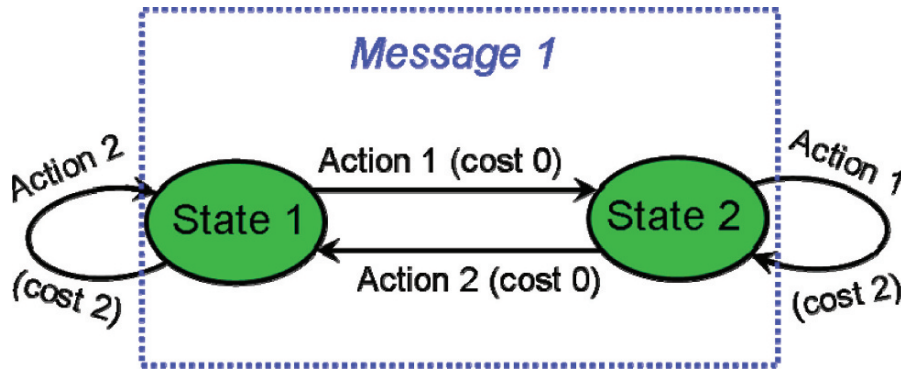 Message 1
Action 2
(cost 2)
State 1
Action 1 (cost 0)
Action 2 (cost 0)
State 2
Action 1
(cost 2)